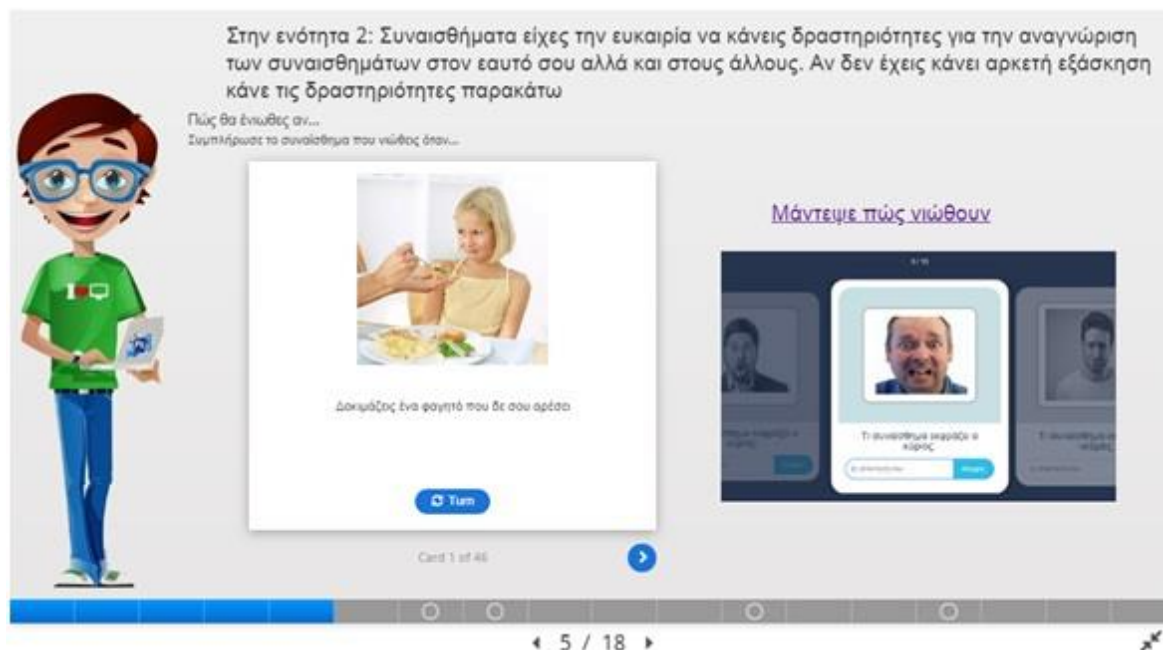 Στην ενότητα 2: Συναισθήματα είχες την ευκαιρία να κάνεις δραστηριότητες για την αναγνώριση
των συναισθημάτων στον εαυτό σου αλλά και στους άλλους. Αν δεν έχεις κάνει αρκετή εξάσκηση
κάνε τις δραστηριότητες παρακάτω
Πώς θα ένιωθες αν...
Συμπλήρωσε το συναίσθημα που νιώθεις όταν...
Δοκιμάζεις ένα φαγητό που δε σου αρέσει
Turn
Card 1 of 46
Μάντεψε πώς νιώθουν
Τι συναίσθημα εκφράζει ο
κύριος;
5 / 18